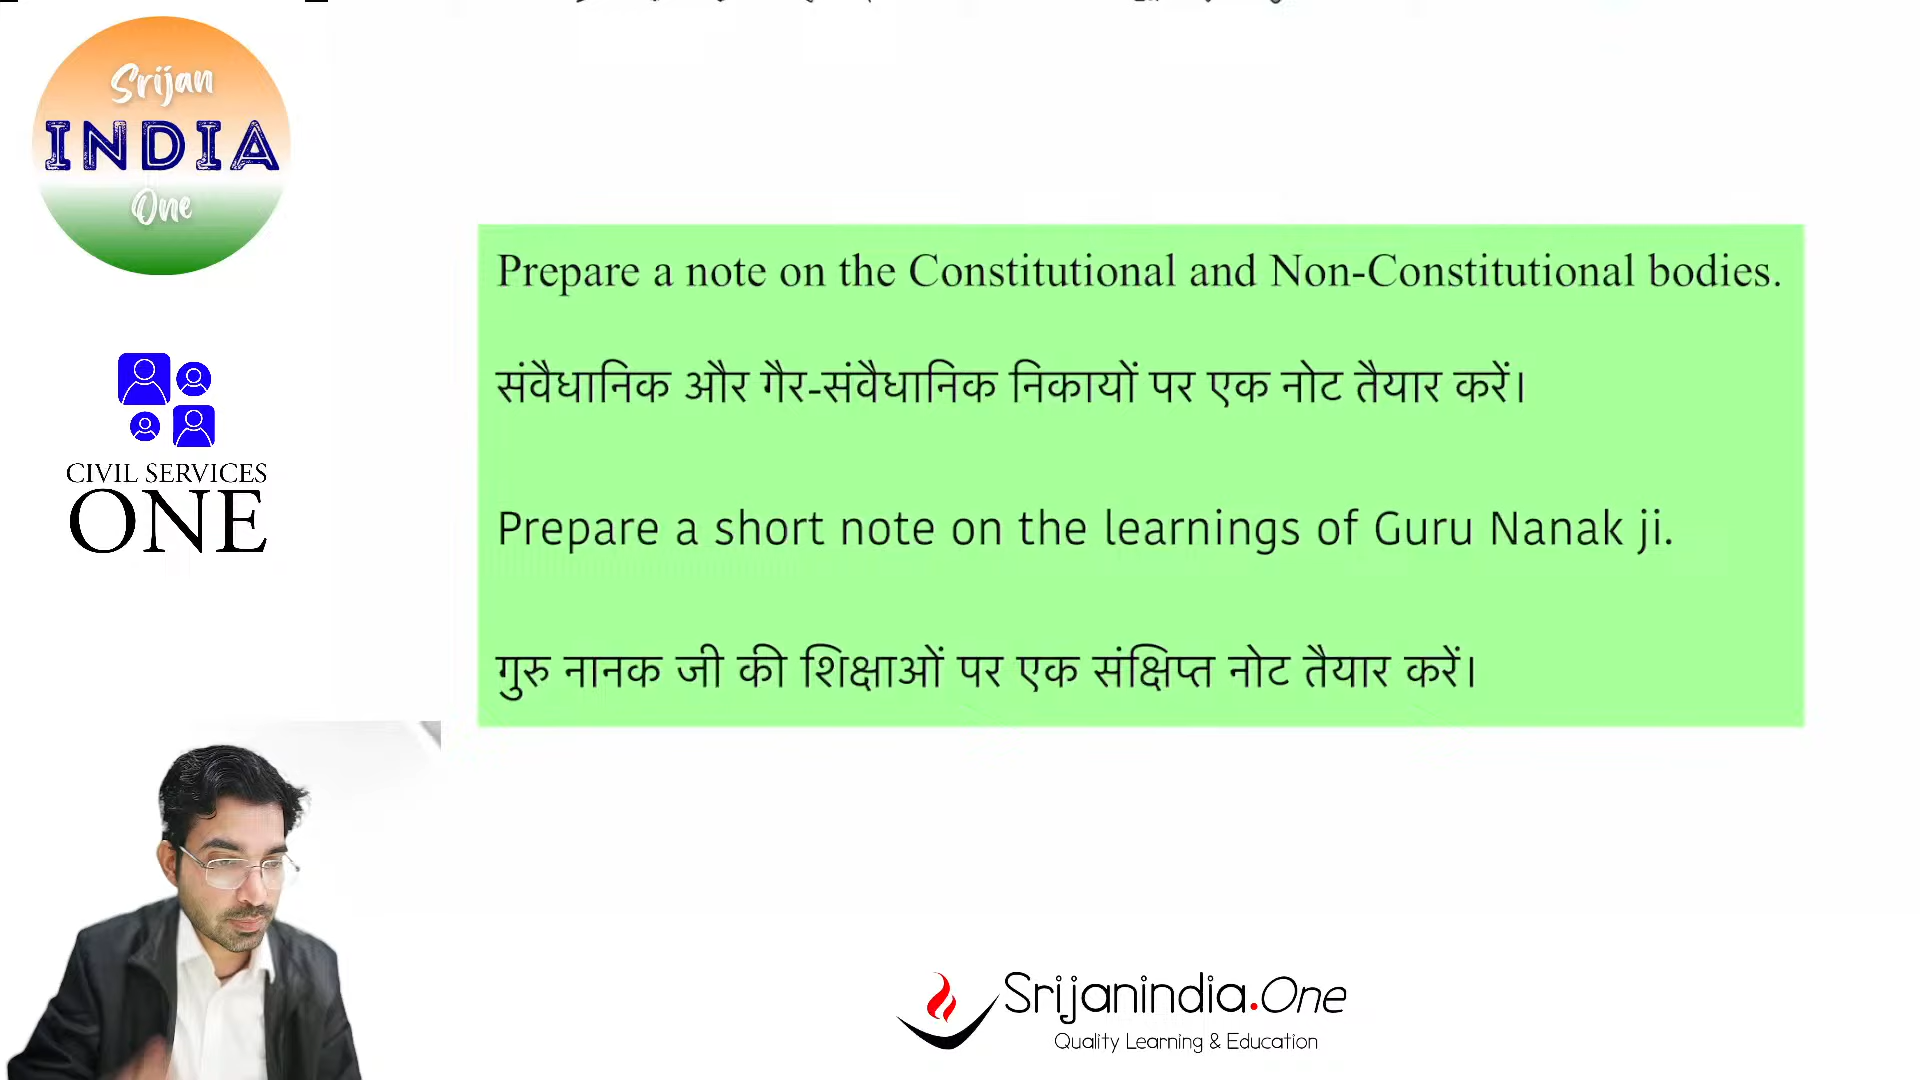 Srijan
INDIA
One
CIVIL SERVICES
ONE
Prepare a note on the Constitutional and Non-Constitutional bodies.
संवैधानिक और गैर-संवैधानिक निकायों पर एक नोट तैयार करें।
Prepare a short note on the learnings of Guru Nanak ji.
गुरु नानक जी की शिक्षाओं पर एक संक्षिप्त नोट तैयार करें।
Srijanindia.One
Quality Learning & Education